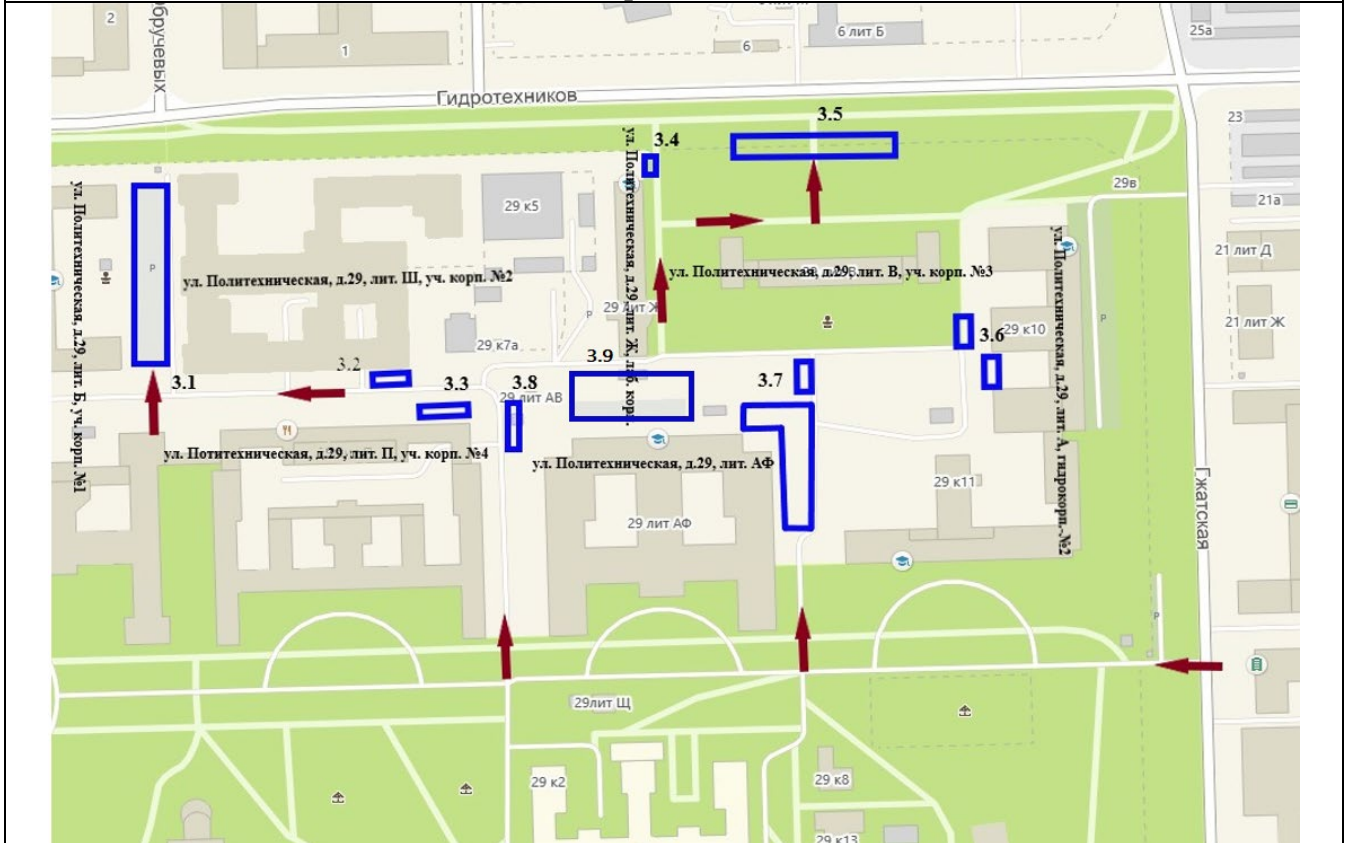 2
Обручевых
1
6
6 лит Б
25а
Гидротехников
3.5
23
3.4
29в
29 к5
21а
ул. Политехническая, д.29, лит. Б, уч. корп. №1
Р
ул. Политехническая, д.29, лит. Ш, уч. корп. №2
ул. Политехническая, д.29, лит. Ж, лаб. корп.
ул. Политехническая, д.29, лит. В, уч. корп. №3
ул. Политехническая, д.29, лит. А, гидрокорп.-№2
21 лит Д
29 лит Ж
Р
Р
21 лит Ж
29 к7а
29 к10
3.6
3.1
3.2
3.3
3.8
3.9
3.7
29 лит АВ
ул. Потитехническая, д.29, лит. П, уч. корп. №4
ул. Политехническая, д.29, лит. АФ
29 к11
Гжатская
29 лит АФ
Р
29лит Щ
29 к2
29 к8
29 к13